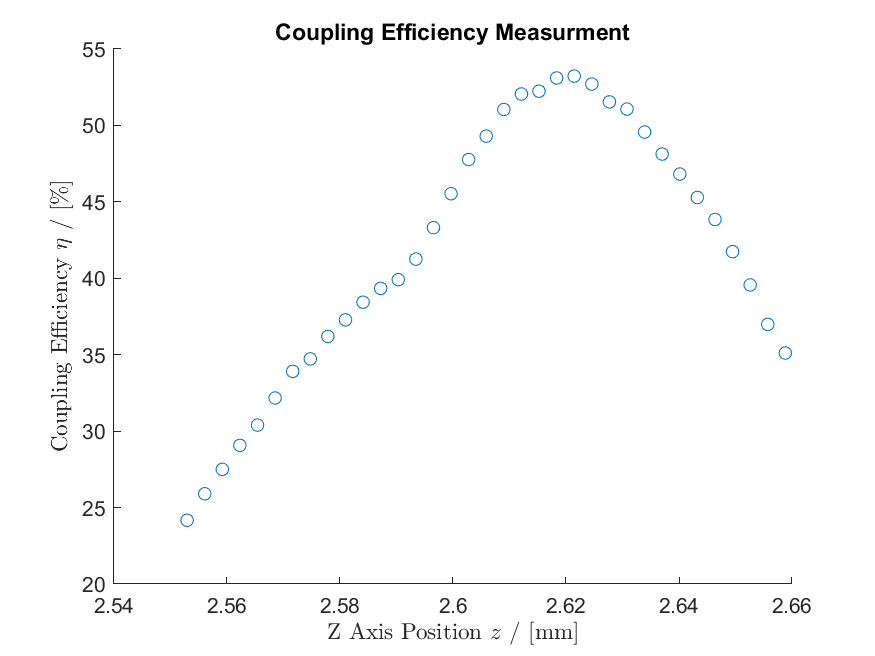 Coupling Efficiency Measurment
Coupling Efficiency η / [%]
55
50
45
40
35
30
25
20
2.54 2.56 2.58 2.6 2.62 2.64 2.66
Z Axis Position z / [mm]